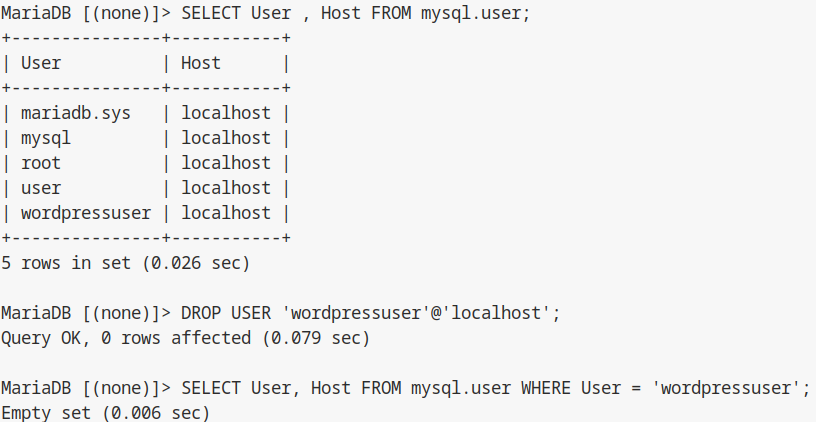 MariaDB [(none)]> SELECT User , Host FROM mysql.user;
+---------------+-----------+
| User          | Host      |
+---------------+-----------+
| mariadb.sys   | localhost |
| mysql         | localhost |
| root          | localhost |
| user          | localhost |
| wordpressuser | localhost |
+---------------+-----------+
5 rows in set (0.026 sec)

MariaDB [(none)]> DROP USER 'wordpressuser'@'localhost';
Query OK, 0 rows affected (0.079 sec)

MariaDB [(none)]> SELECT User, Host FROM mysql.user WHERE User = 'wordpressuser';
Empty set (0.006 sec)